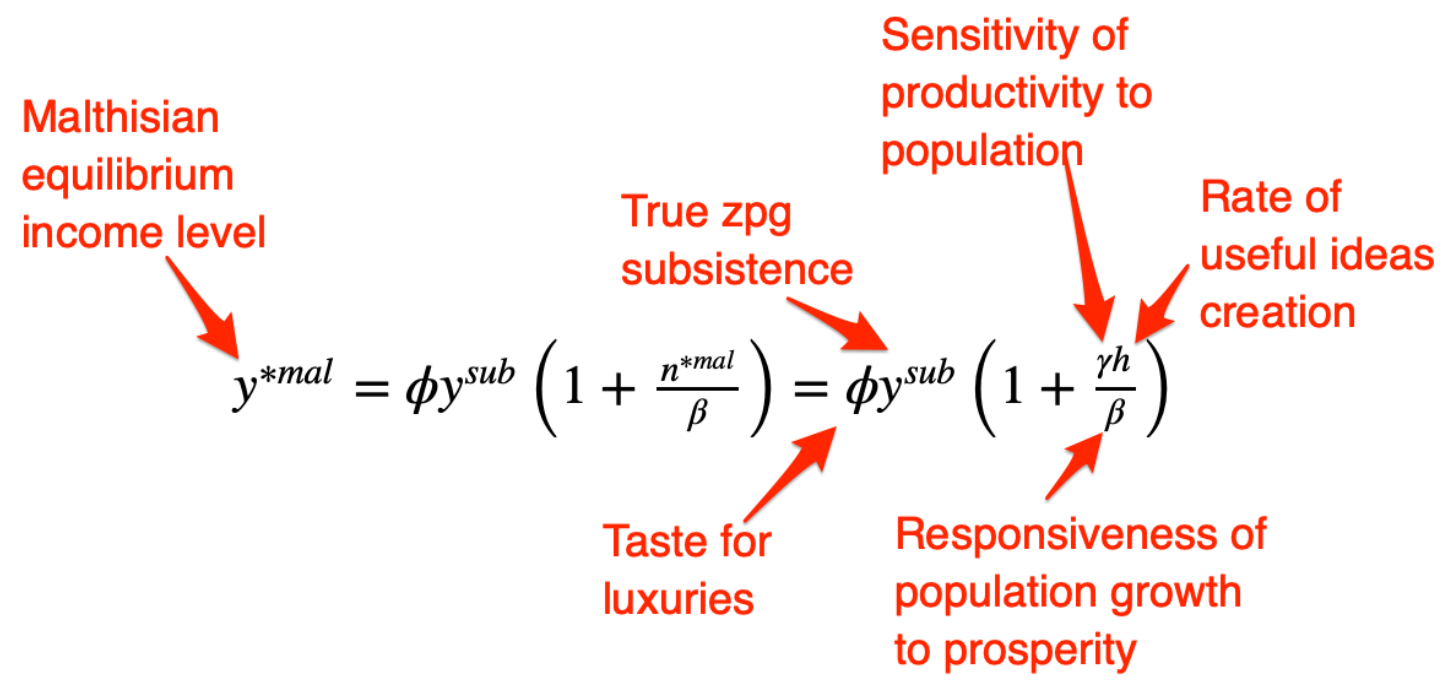 Sensitivity of
productivity to
population
Malthisian
equilibrium
income level
True zpg
subsistence
Rate of
useful ideas
creation
y^{*mal} = ϕy^{sub} (1 + n^{*mal}/β) = ϕy^{sub} (1 + γh/β)
Taste for
luxuries
Responsiveness of
population growth
to prosperity